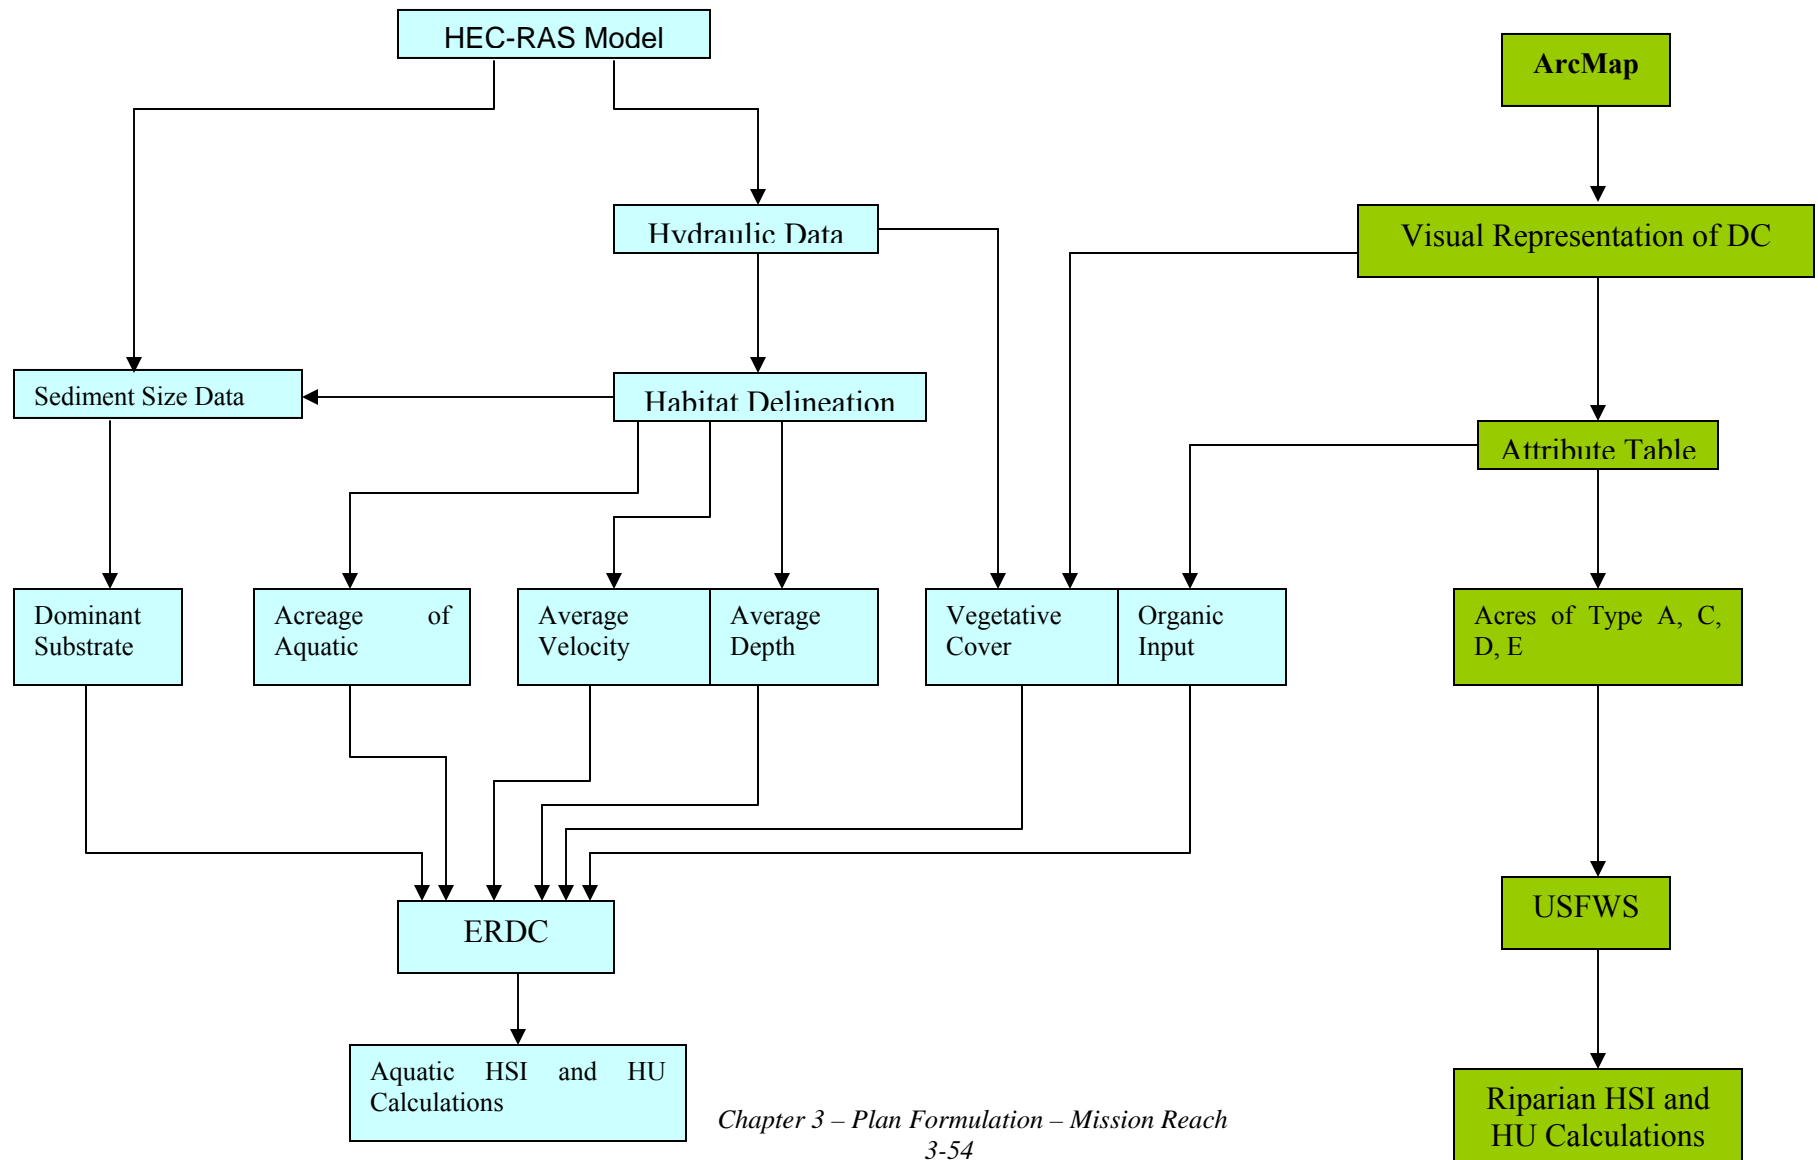 HEC-RAS Model
ArcMap
Hydraulic Data
Visual Representation of DC
Sediment Size Data
Habitat Delineation
Attribute Table
Dominant
Substrate
Acreage of
Aquatic
Average
Velocity
Average
Depth
Vegetative
Cover
Organic
Input
Acres of Type A, C,
D, E
ERDC
USFWS
Aquatic HSI and HU
Calculations
Riparian HSI and
HU Calculations
Chapter 3 – Plan Formulation – Mission Reach
3-54